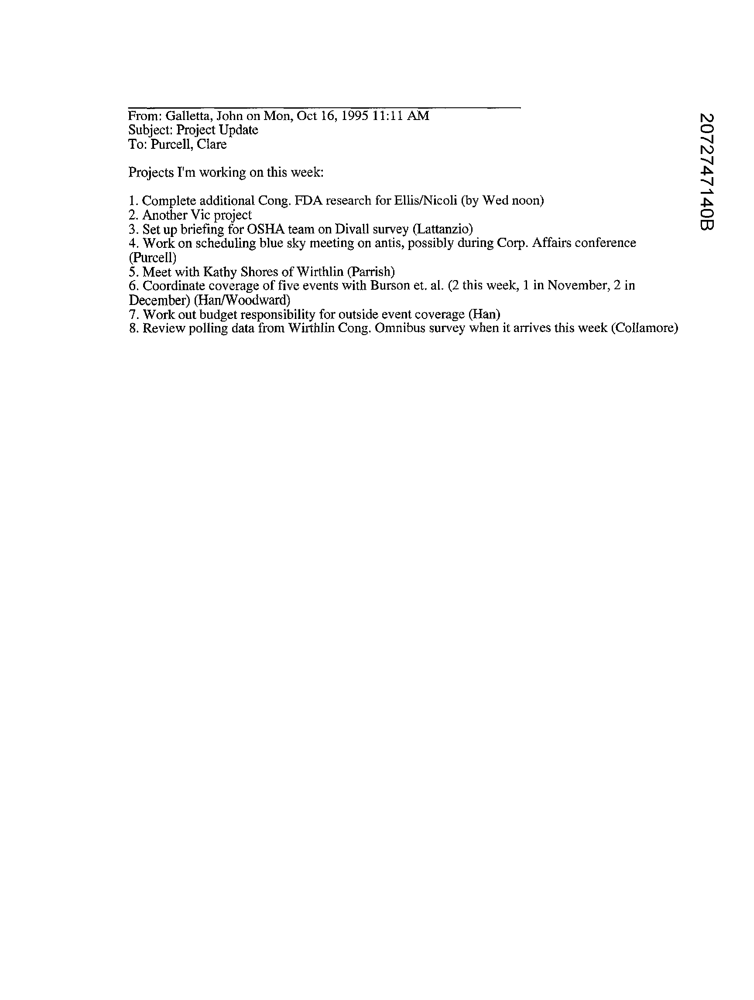 From: Galletta, John on Mon, Oct 16, 1995 11:11 AM
Subject: Project Update
To: Purcell, Clare
Projects I'm working on this week:
1. Complete additional Cong. FDA research for Ellis/Nicoli (by Wed noon)
2. Another Vic project
3. Set up briefing for OSHA team on Divall survey (Lattanzio)
4. Work on scheduling blue sky meeting on antis, possibly during Corp. Affairs conference
(Purcell)
5. Meet with Kathy Shores of Wirthlin (Parrish)
6. Coordinate coverage of five events with Burson et. al. (2 this week, 1 in November, 2 in
December) (Han/Woodward)
7. Work out budget responsibility for outside event coverage (Han)
8. Review polling data from Wirthlin Cong. Omnibus survey when it arrives this week (Collamore)
2072747140B